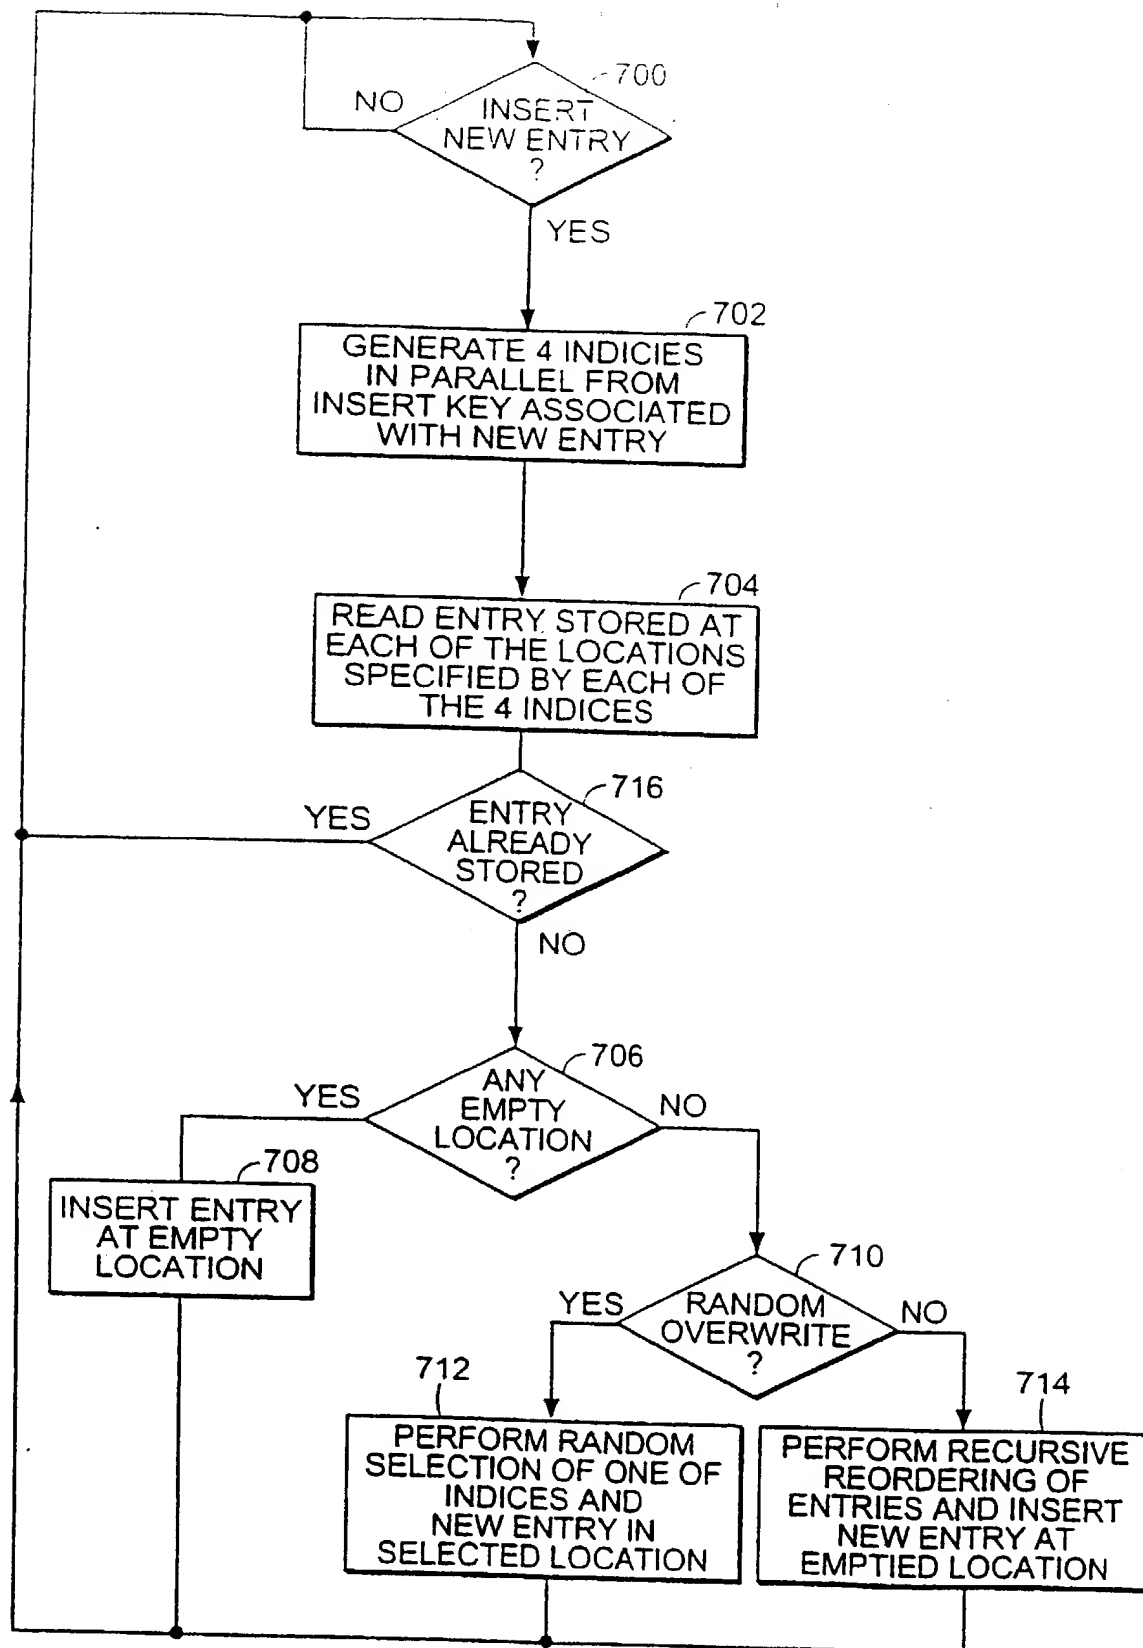 700
NO
INSERT
NEW ENTRY
?
YES
702
GENERATE 4 INDICIES
IN PARALLEL FROM
INSERT KEY ASSOCIATED
WITH NEW ENTRY
704
READ ENTRY STORED AT
EACH OF THE LOCATIONS
SPECIFIED BY EACH OF
THE 4 INDICES
716
YES
ENTRY
ALREADY
STORED
?
NO
706
YES
ANY
EMPTY
LOCATION
?
NO
708
INSERT ENTRY
AT EMPTY
LOCATION
710
YES
RANDOM
OVERWRITE
?
NO
712
PERFORM RANDOM
SELECTION OF ONE OF
INDICES AND
NEW ENTRY IN
SELECTED LOCATION
714
PERFORM RECURSIVE
REORDERING OF
ENTRIES AND INSERT
NEW ENTRY AT
EMPTIED LOCATION